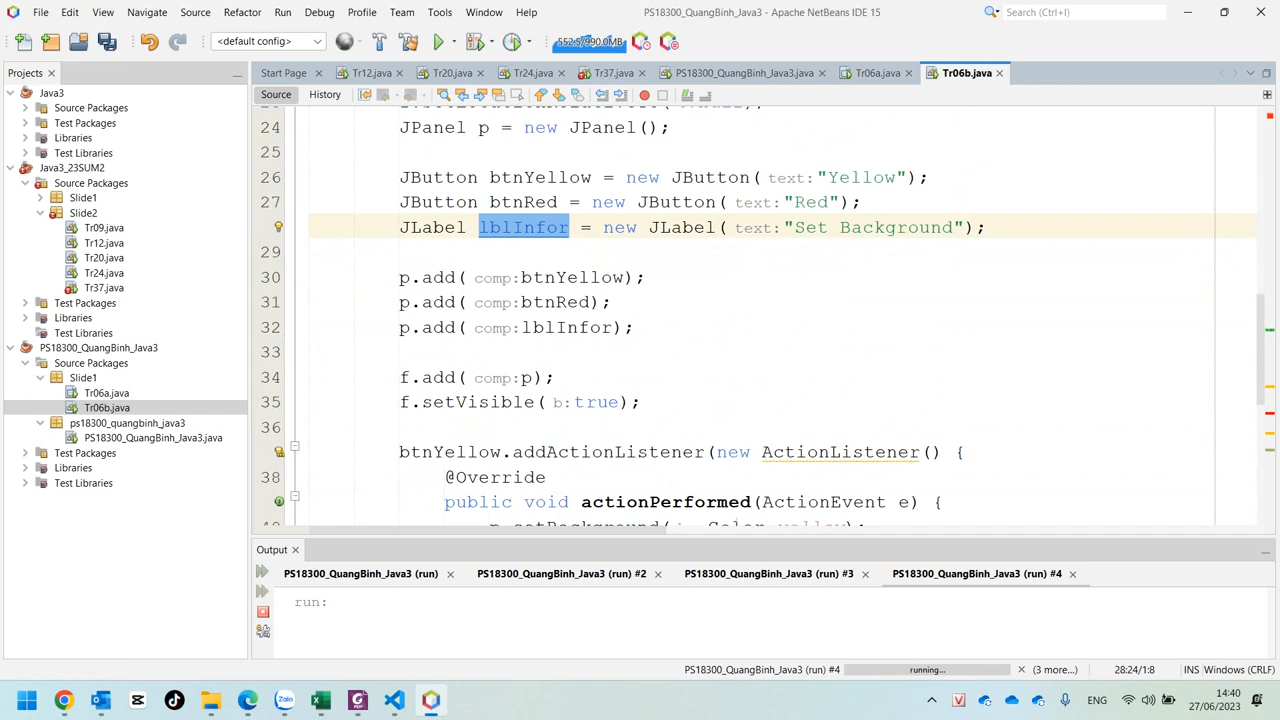 File Edit View Navigate Source Refactor Run Debug Profile Team Tools Window Help PS18300_QuangBinh_Java3 - Apache NetBeans IDE 15 Search (Ctrl+I)
<default config> 552.5/990.0MB
Projects Start Page Tr12.java Tr20.java Tr24.java Tr37.java PS18300_QuangBinh_Java3.java Tr06a.java Tr06b.java
Source History
Java3
Source Packages
Test Packages
Libraries
Test Libraries
Java3_23SUM2
Source Packages
Slide1
Slide2
Tr09.java
Tr12.java
Tr20.java
Tr24.java
Tr37.java
Test Packages
Libraries
Test Libraries
PS18300_QuangBinh_Java3
Source Packages
Slide1
Tr06a.java
Tr06b.java
ps18300_quangbinh_java3
PS18300_QuangBinh_Java3.java
Test Packages
Libraries
Test Libraries
24 JPanel p = new JPanel();
25
26 JButton btnYellow = new JButton( text:"Yellow");
27 JButton btnRed = new JButton( text:"Red");
JLabel lblInfor = new JLabel( text:"Set Background");
29
30 p.add( comp:btnYellow);
31 p.add( comp:btnRed);
32 p.add( comp:lblInfor);
33
34 f.add( comp:p);
35 f.setVisible( b:true);
36
btnYellow.addActionListener(new ActionListener() {
38 @Override
public void actionPerformed(ActionEvent e) {
Output
PS18300_QuangBinh_Java3 (run) PS18300_QuangBinh_Java3 (run) #2 PS18300_QuangBinh_Java3 (run) #3 PS18300_QuangBinh_Java3 (run) #4
run:
PS18300_QuangBinh_Java3 (run) #4 running... (3 more...) 28:24/1:8 INS Windows (CRLF)
ENG 14:40
27/06/2023